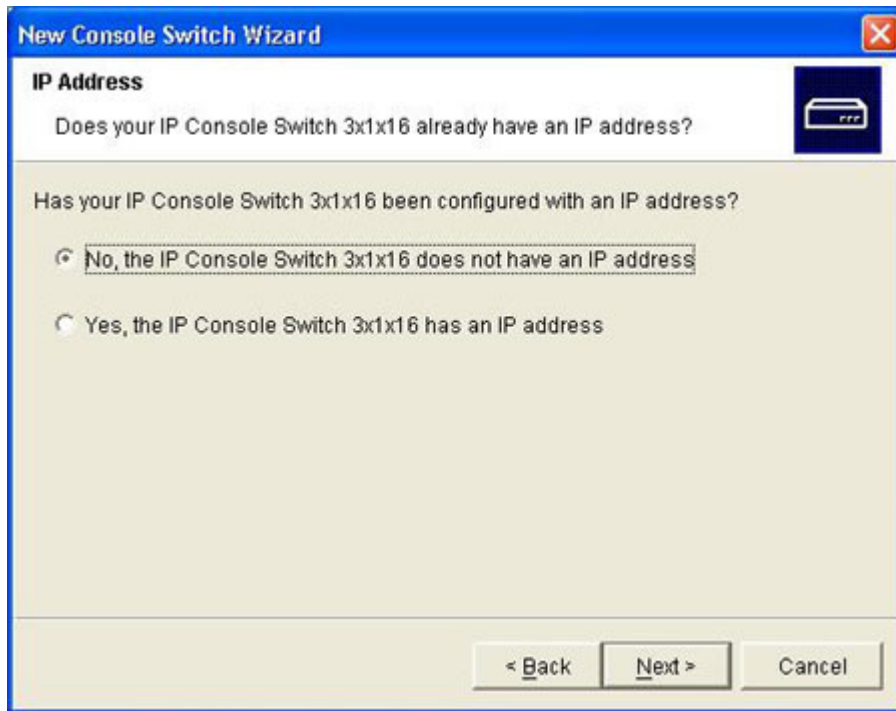 New Console Switch Wizard
IP Address
Does your IP Console Switch 3x1x16 already have an IP address?
Has your IP Console Switch 3x1x16 been configured with an IP address?
No, the IP Console Switch 3x1x16 does not have an IP address
Yes, the IP Console Switch 3x1x16 has an IP address
< Back Next > Cancel